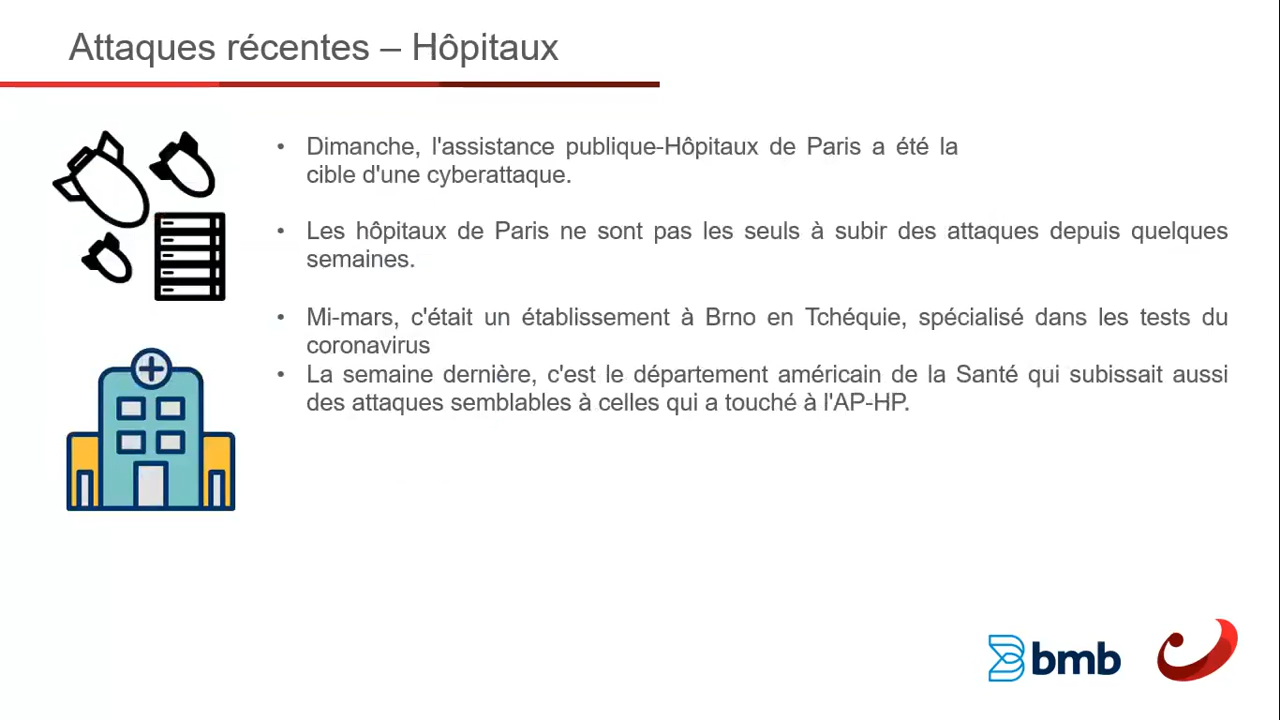 Attaques récentes – Hôpitaux
• Dimanche, l'assistance publique-Hôpitaux de Paris a été la
cible d'une cyberattaque.
• Les hôpitaux de Paris ne sont pas les seuls à subir des attaques depuis quelques
semaines.
• Mi-mars, c'était un établissement à Brno en Tchéquie, spécialisé dans les tests du
coronavirus
• La semaine dernière, c'est le département américain de la Santé qui subissait aussi
des attaques semblables à celles qui a touché à l'AP-HP.
bmb